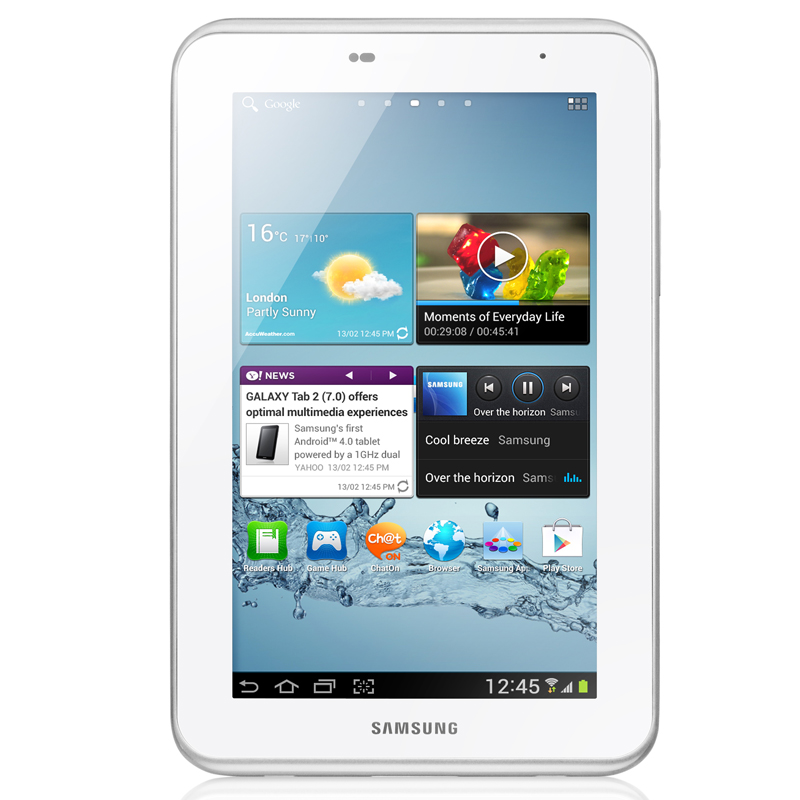 Google
16°C 17°|10°
London
Partly Sunny
AccuWeather.com 13/02 12:45 PM
Moments of Everyday Life
00:29:08 / 00:45:41
Y! NEWS
GALAXY Tab 2 (7.0) offers
optimal multimedia experiences
Samsung's first
Android™ 4.0 tablet
powered by a 1GHz dual
YAHOO 13/02 12:45 PM
13/02 12:45 PM
SAMSUNG
Over the horizon Samsu
Cool breeze Samsung
Over the horizon Sams
Readers Hub Game Hub ChatOn Browser Samsung Ap Play Store
Ch@t
ON
12:45
SAMSUNG